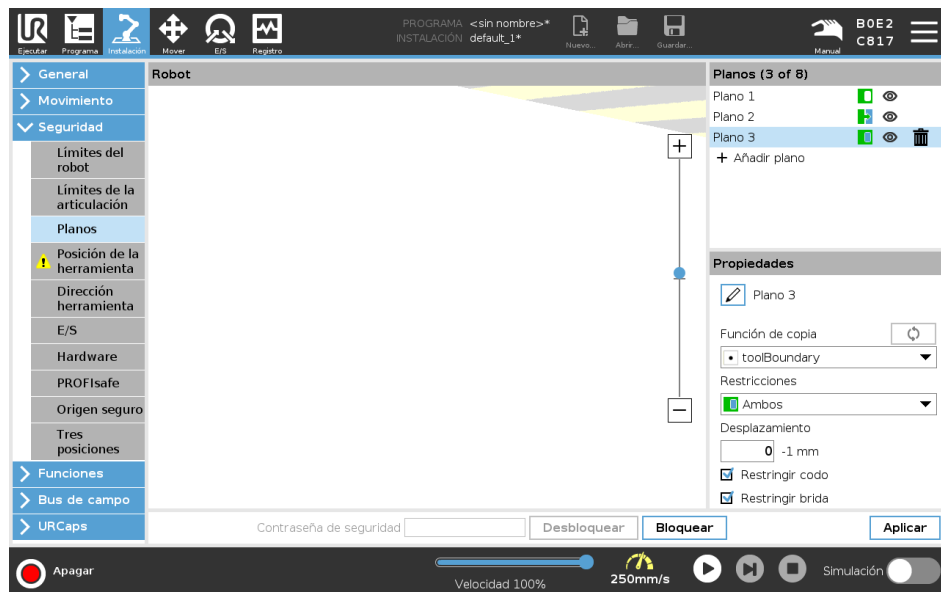 Ejecutar
Programa
Instalación
Mover
E/S
Registro
PROGRAMA <sin nombre>*
INSTALACIÓN default_1*
Nuevo...
Abrir...
Guardar...
Manual
B0E2
C817
General
Movimiento
Seguridad
Límites del
robot
Límites de la
articulación
Planos
Posición de la
herramienta
Dirección
herramienta
E/S
Hardware
PROFIsafe
Origen seguro
Tres
posiciones
Funciones
Bus de campo
URCaps
Robot
Planos (3 of 8)
Plano 1
Plano 2
Plano 3
+ Añadir plano
Propiedades
Plano 3
Función de copia
toolBoundary
Restricciones
Ambos
Desplazamiento
0 -1 mm
Restringir codo
Restringir brida
Contraseña de seguridad
Desbloquear
Bloquear
Aplicar
Apagar
Velocidad 100%
250mm/s
Simulación